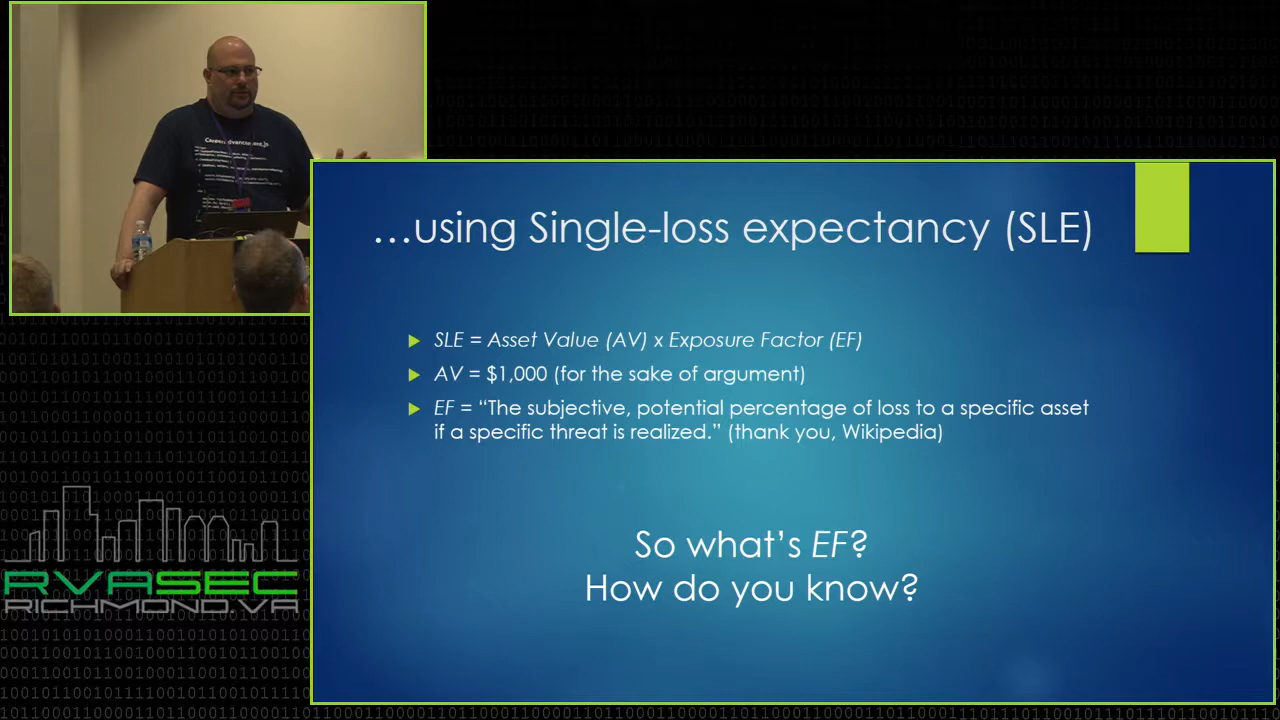 …using Single-loss expectancy (SLE)
SLE = Asset Value (AV) x Exposure Factor (EF)
AV = $1,000 (for the sake of argument)
EF = “The subjective, potential percentage of loss to a specific asset
if a specific threat is realized.” (thank you, Wikipedia)
So what’s EF?
How do you know?
RVASEC
RICHMOND, VA